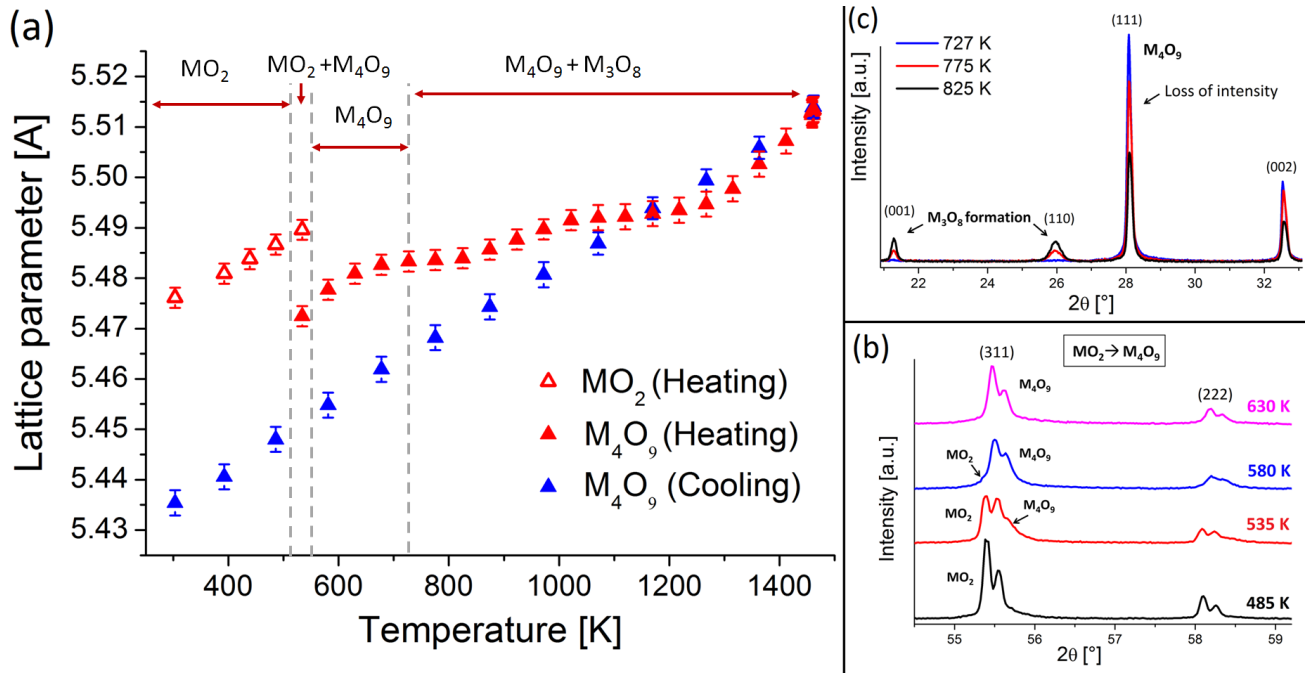 (a)
MO₂
MO₂ +M₄O₉
M₄O₉
M₄O₉ + M₃O₈
Lattice parameter [A]
5.52
5.51
5.50
5.49
5.48
5.47
5.46
5.45
5.44
5.43
400
600
800
1000
1200
1400
Temperature [K]
MO₂ (Heating)
M₄O₉ (Heating)
M₄O₉ (Cooling)
(c)
727 K
775 K
825 K
(111)
M₄O₉
Loss of intensity
(001)
M₃O₈ formation
(110)
(002)
Intensity [a.u.]
22
24
26
28
30
32
2θ [°]
(b)
MO₂→ M₄O₉
(311)
M₄O₉
(222)
630 K
MO₂
M₄O₉
580 K
MO₂
M₄O₉
535 K
MO₂
485 K
Intensity [a.u.]
55
56
57
58
59
2θ [°]